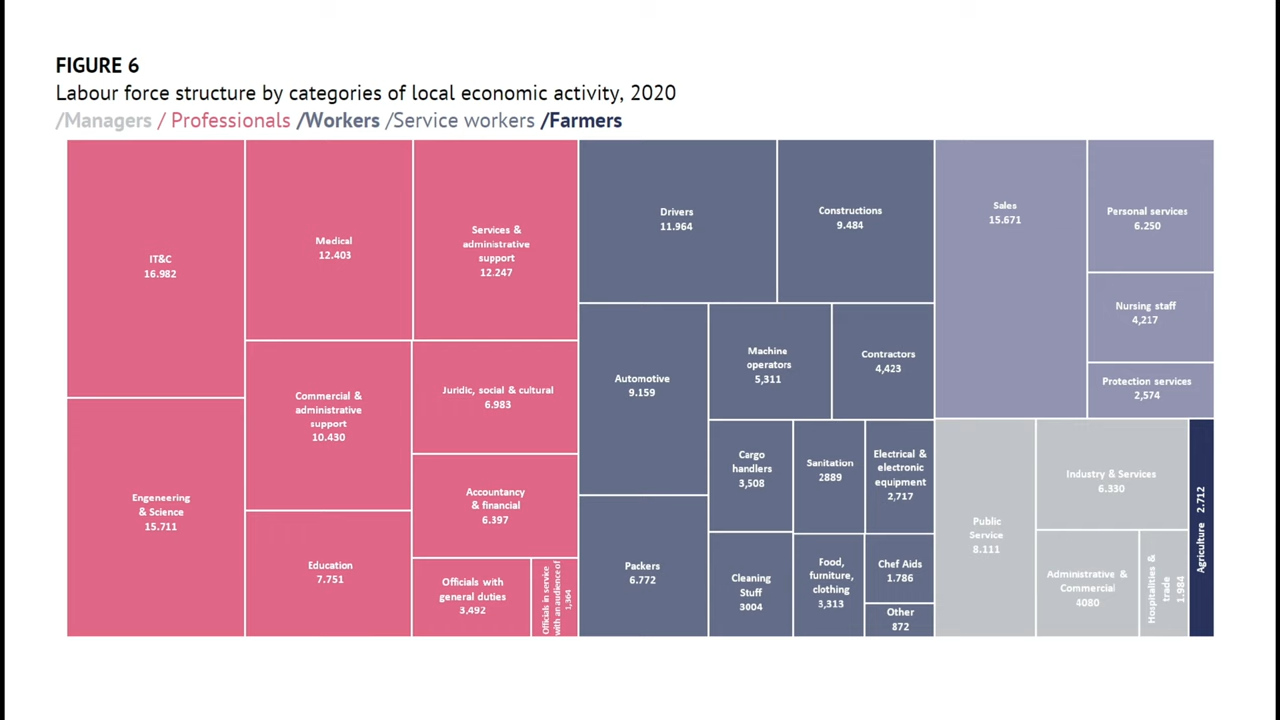 FIGURE 6
Labour force structure by categories of local economic activity, 2020
/Managers / Professionals /Workers /Service workers /Farmers
IT&C
16.982
Engeneering
& Science
15.711
Medical
12.403
Commercial &
administrative
support
10.430
Education
7.751
Services &
administrative
support
12.247
Juridic, social & cultural
6.983
Accountancy
& financial
6.397
Officials with
general duties
3,492
Officials in service
with an audience of
1,364
Drivers
11.964
Constructions
9.484
Automotive
9.159
Packers
6.772
Machine
operators
5,311
Contractors
4,423
Cargo
handlers
3,508
Sanitation
2889
Electrical &
electronic
equipment
2,717
Cleaning
Stuff
3004
Food,
furniture,
clothing
3,313
Chef Aids
1.786
Other
872
Sales
15.671
Personal services
6.250
Nursing staff
4,217
Protection services
2,574
Public
Service
8.111
Industry & Services
6.330
Administrative &
Commercial
4080
Hospitalities &
trade
1.984
Agriculture 2.712